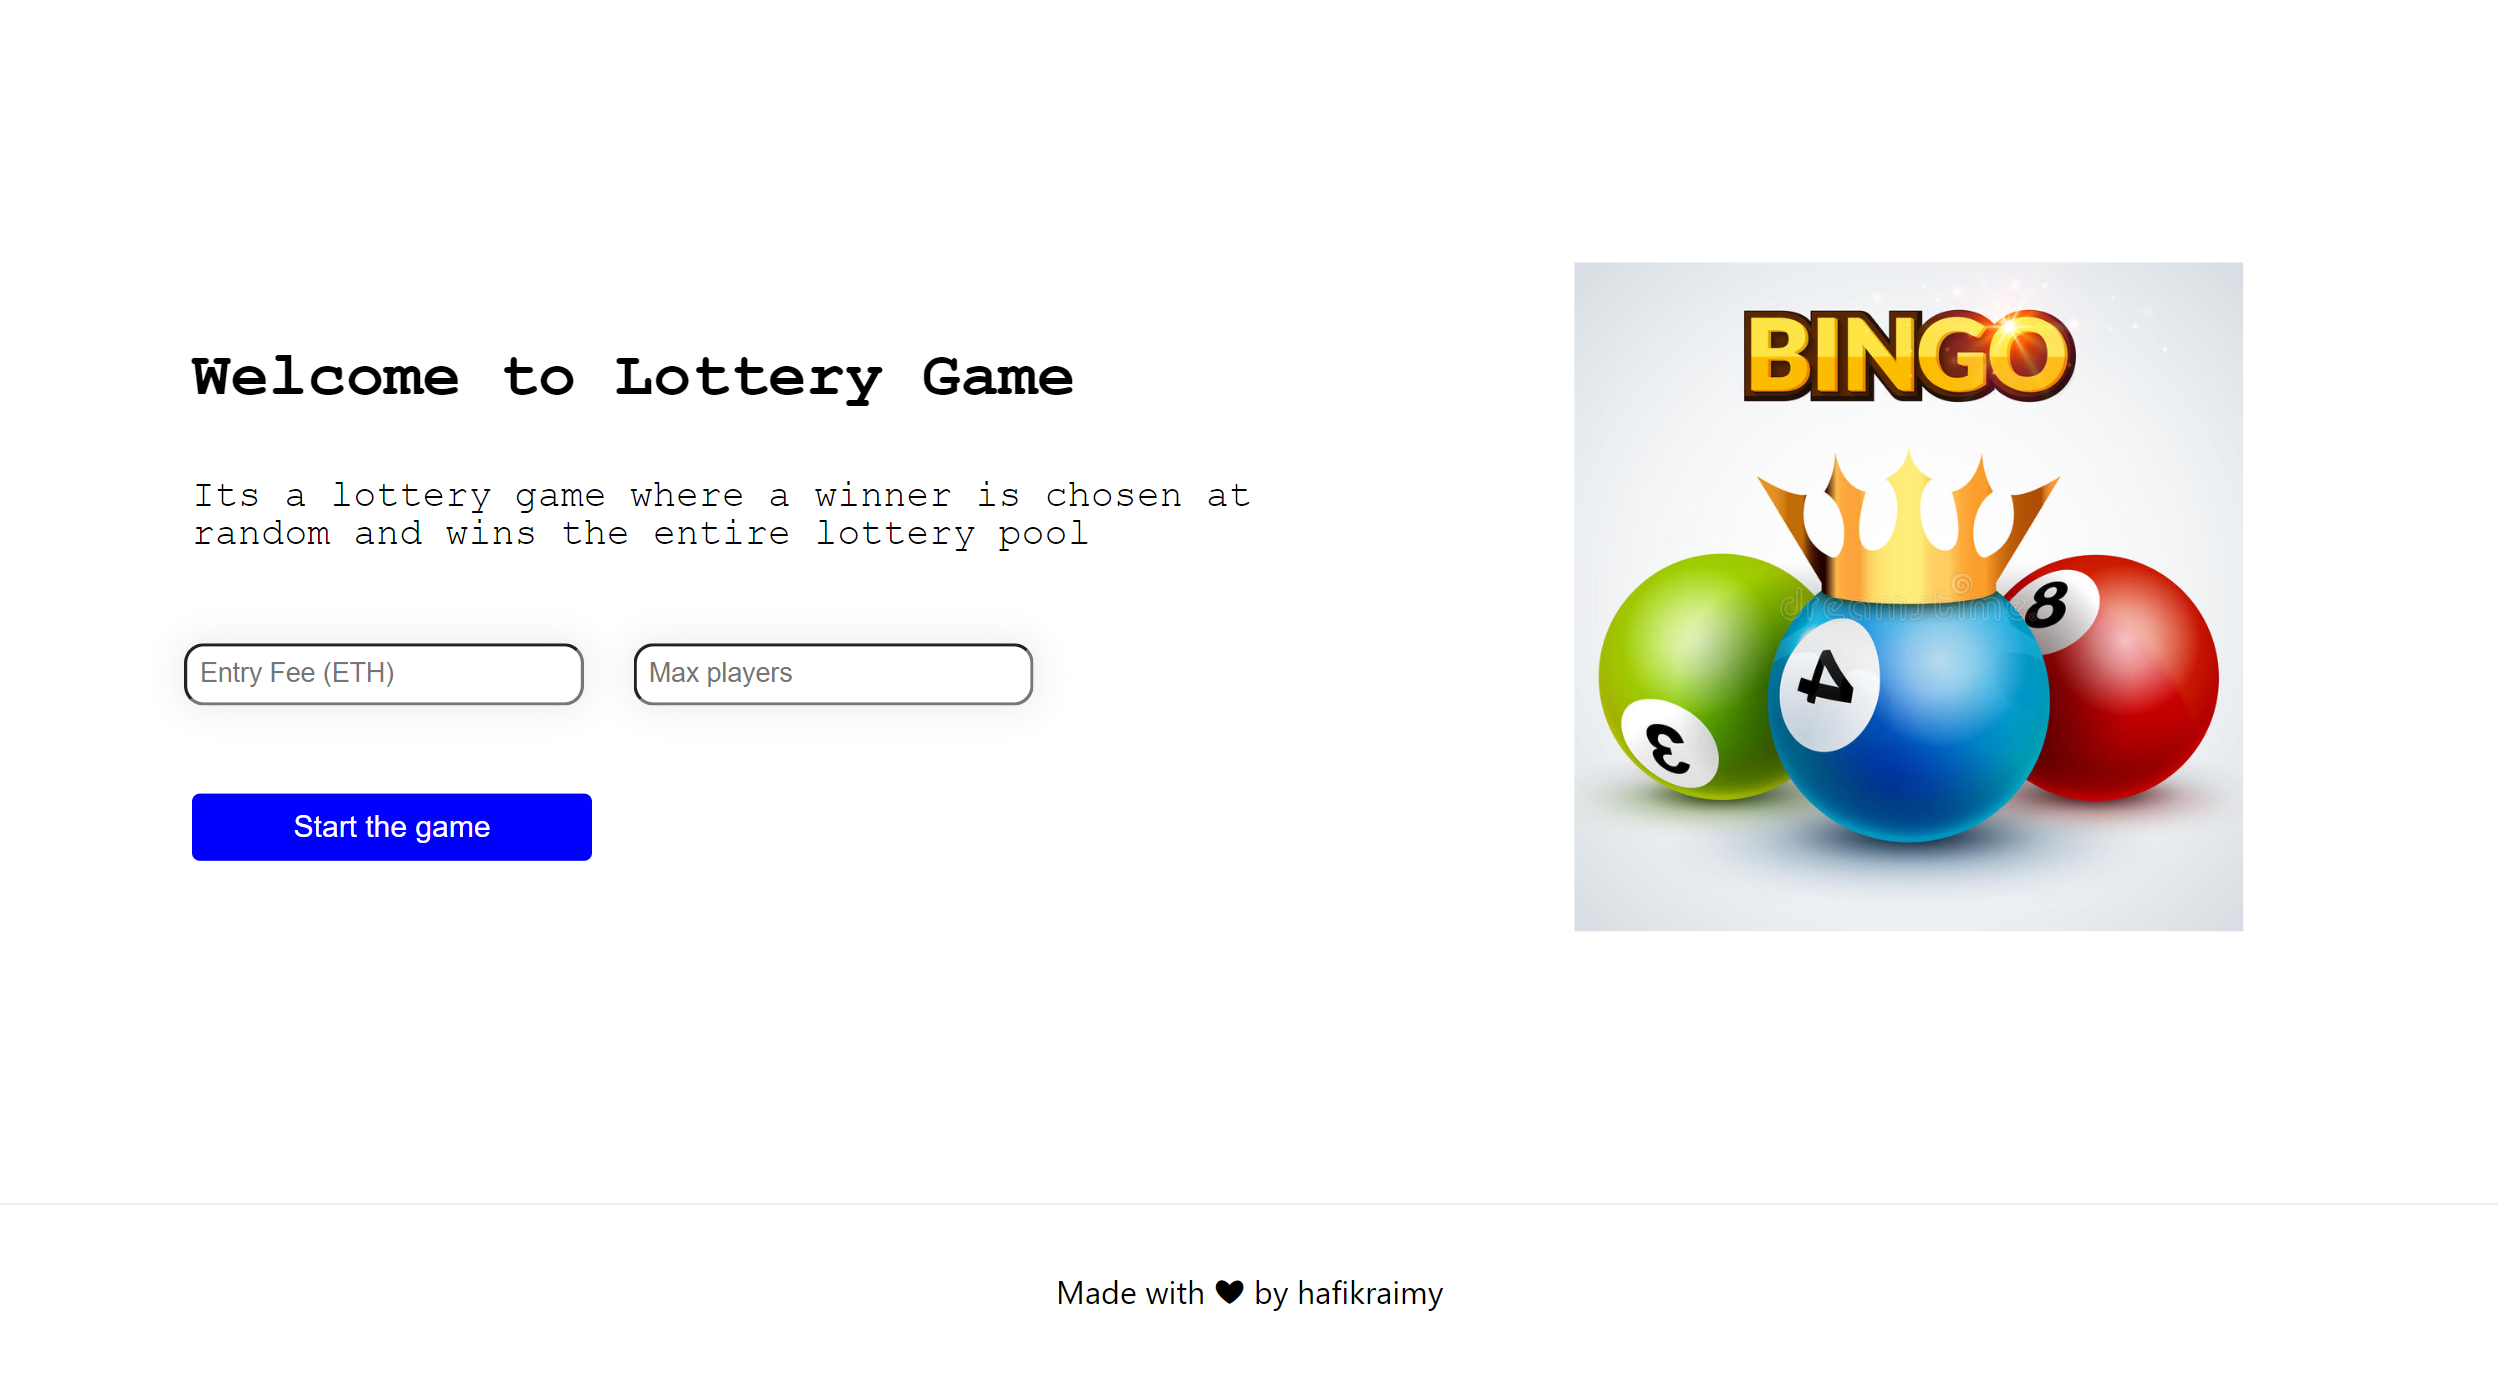 Welcome to Lottery Game
Its a lottery game where a winner is chosen at
random and wins the entire lottery pool
Entry Fee (ETH)
Max players
Start the game
BINGO
dreamstime
8
4
3
Made with ♥ by hafikraimy